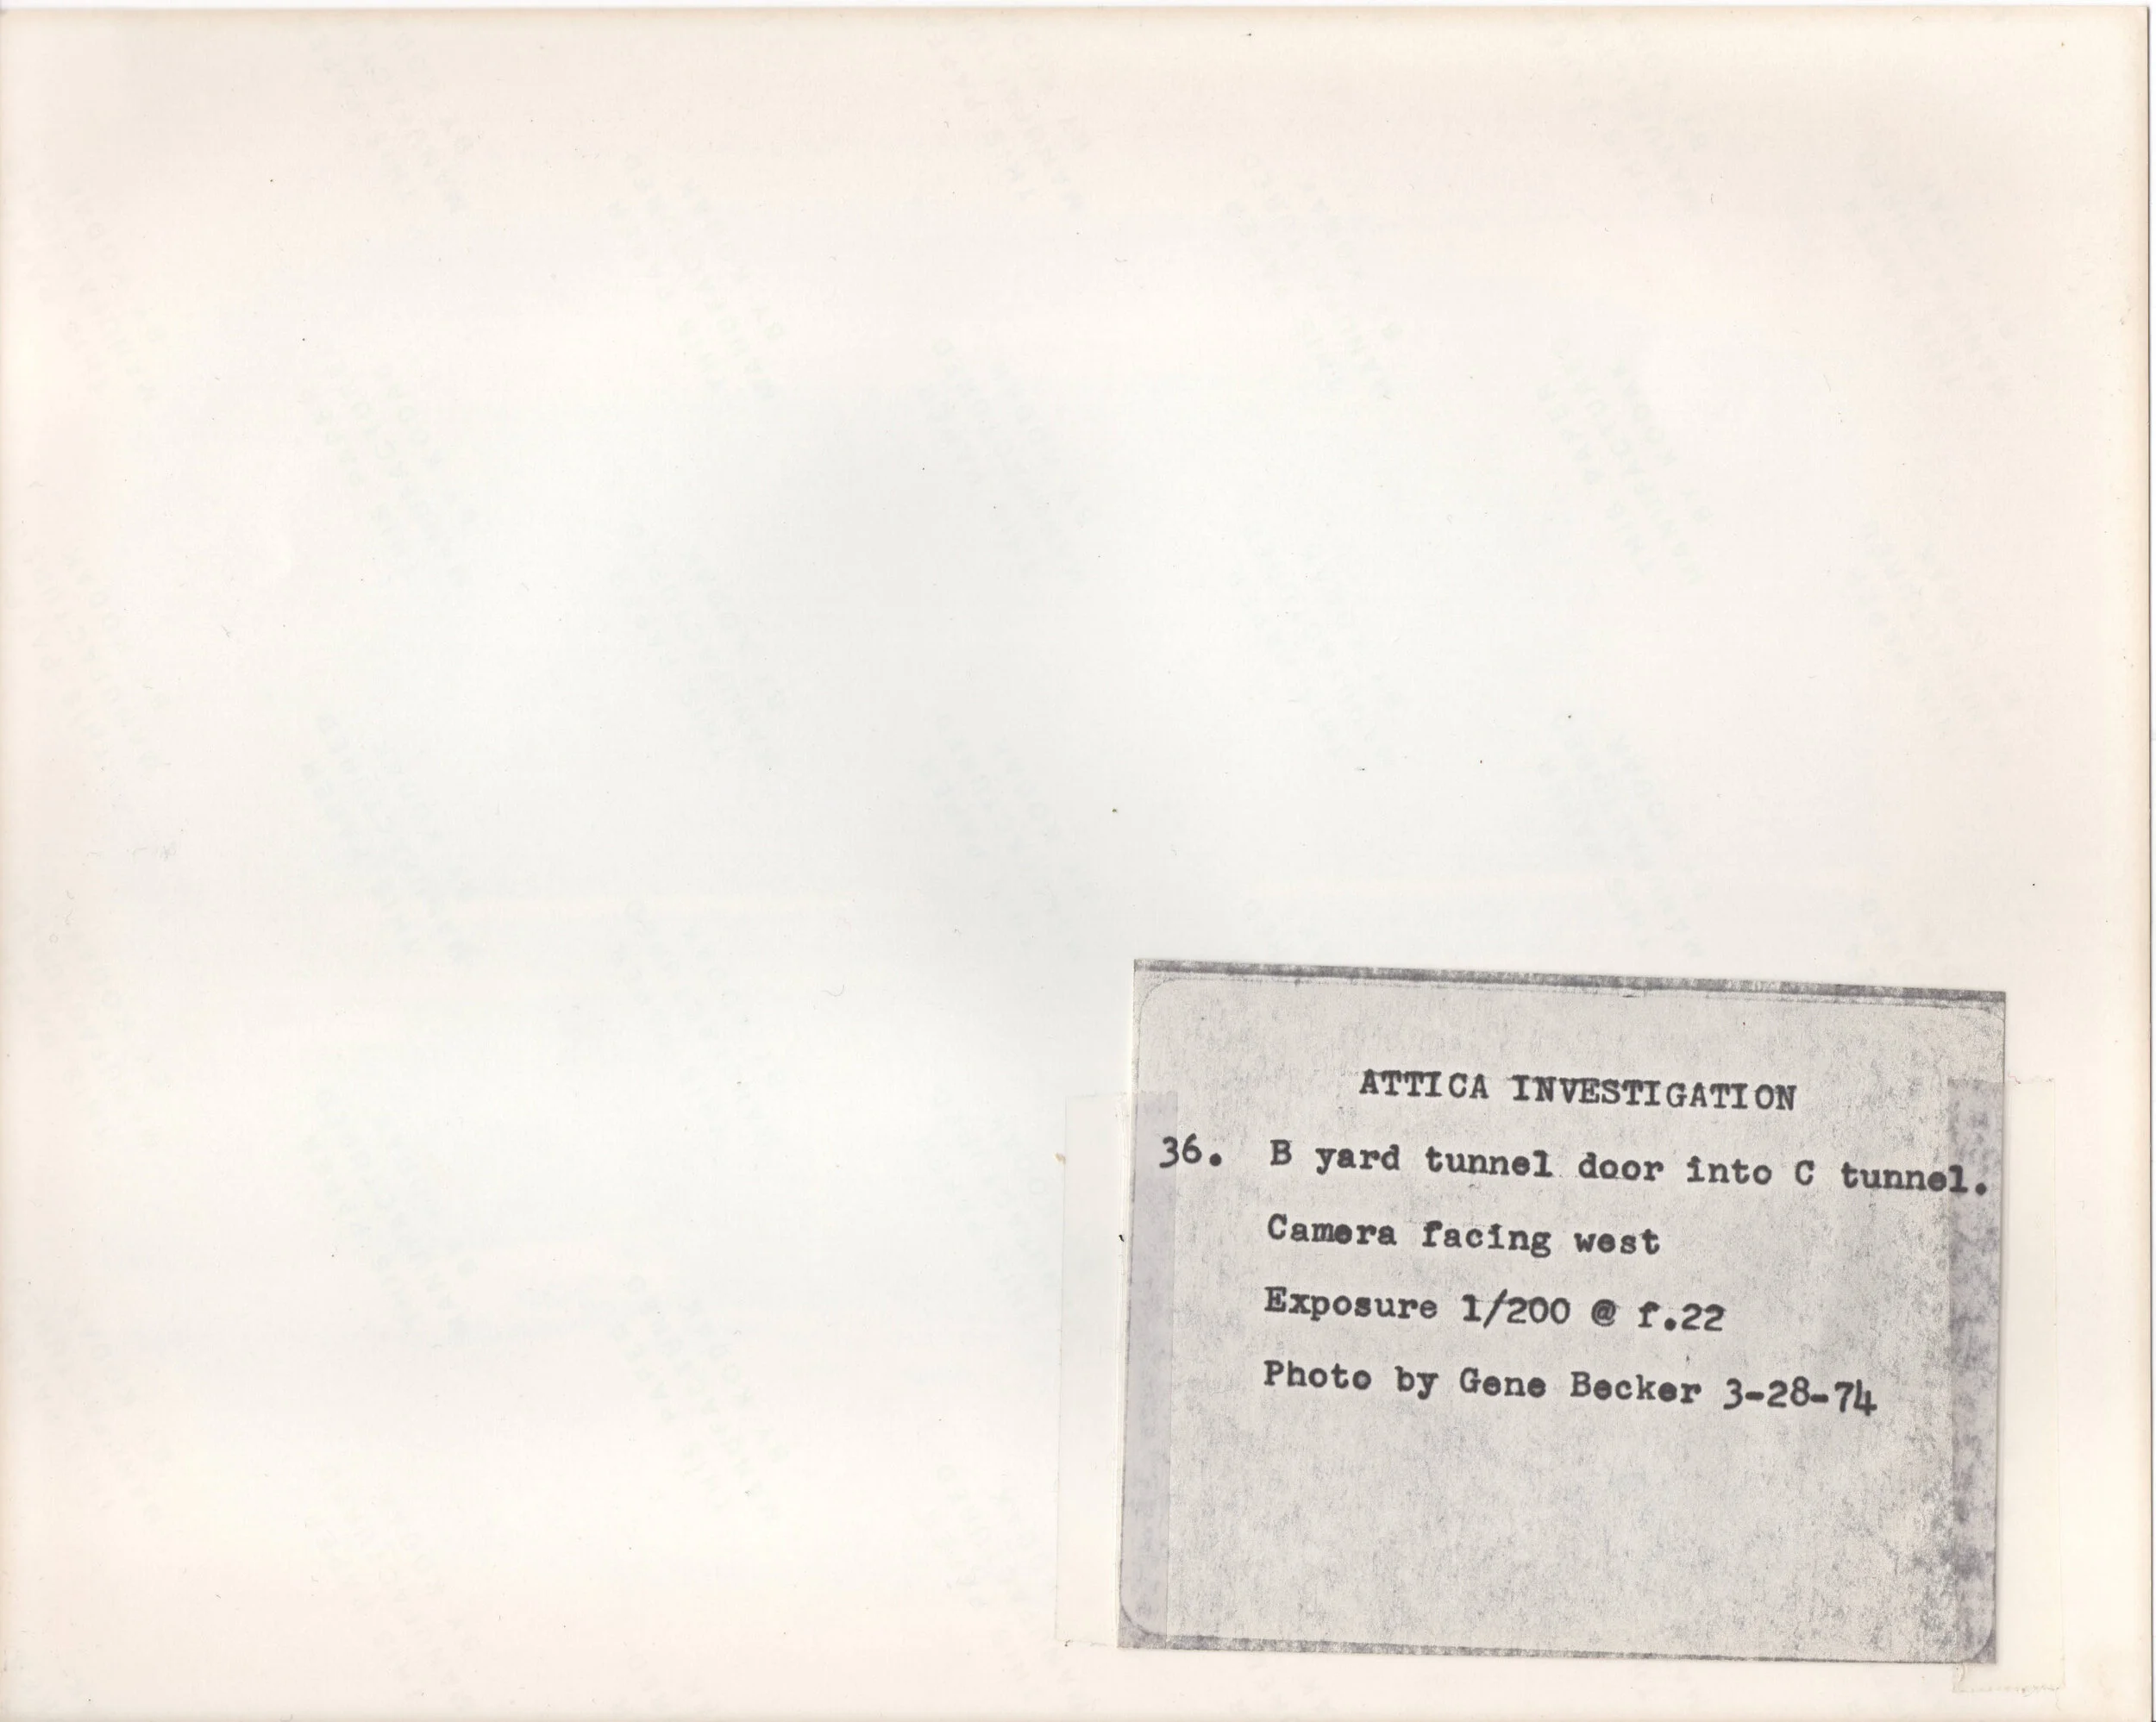 ATTICA INVESTIGATION
36. B yard tunnel door into C tunnel.
Camera facing west
Exposure 1/200 @ f.22
Photo by Gene Becker 3-28-74